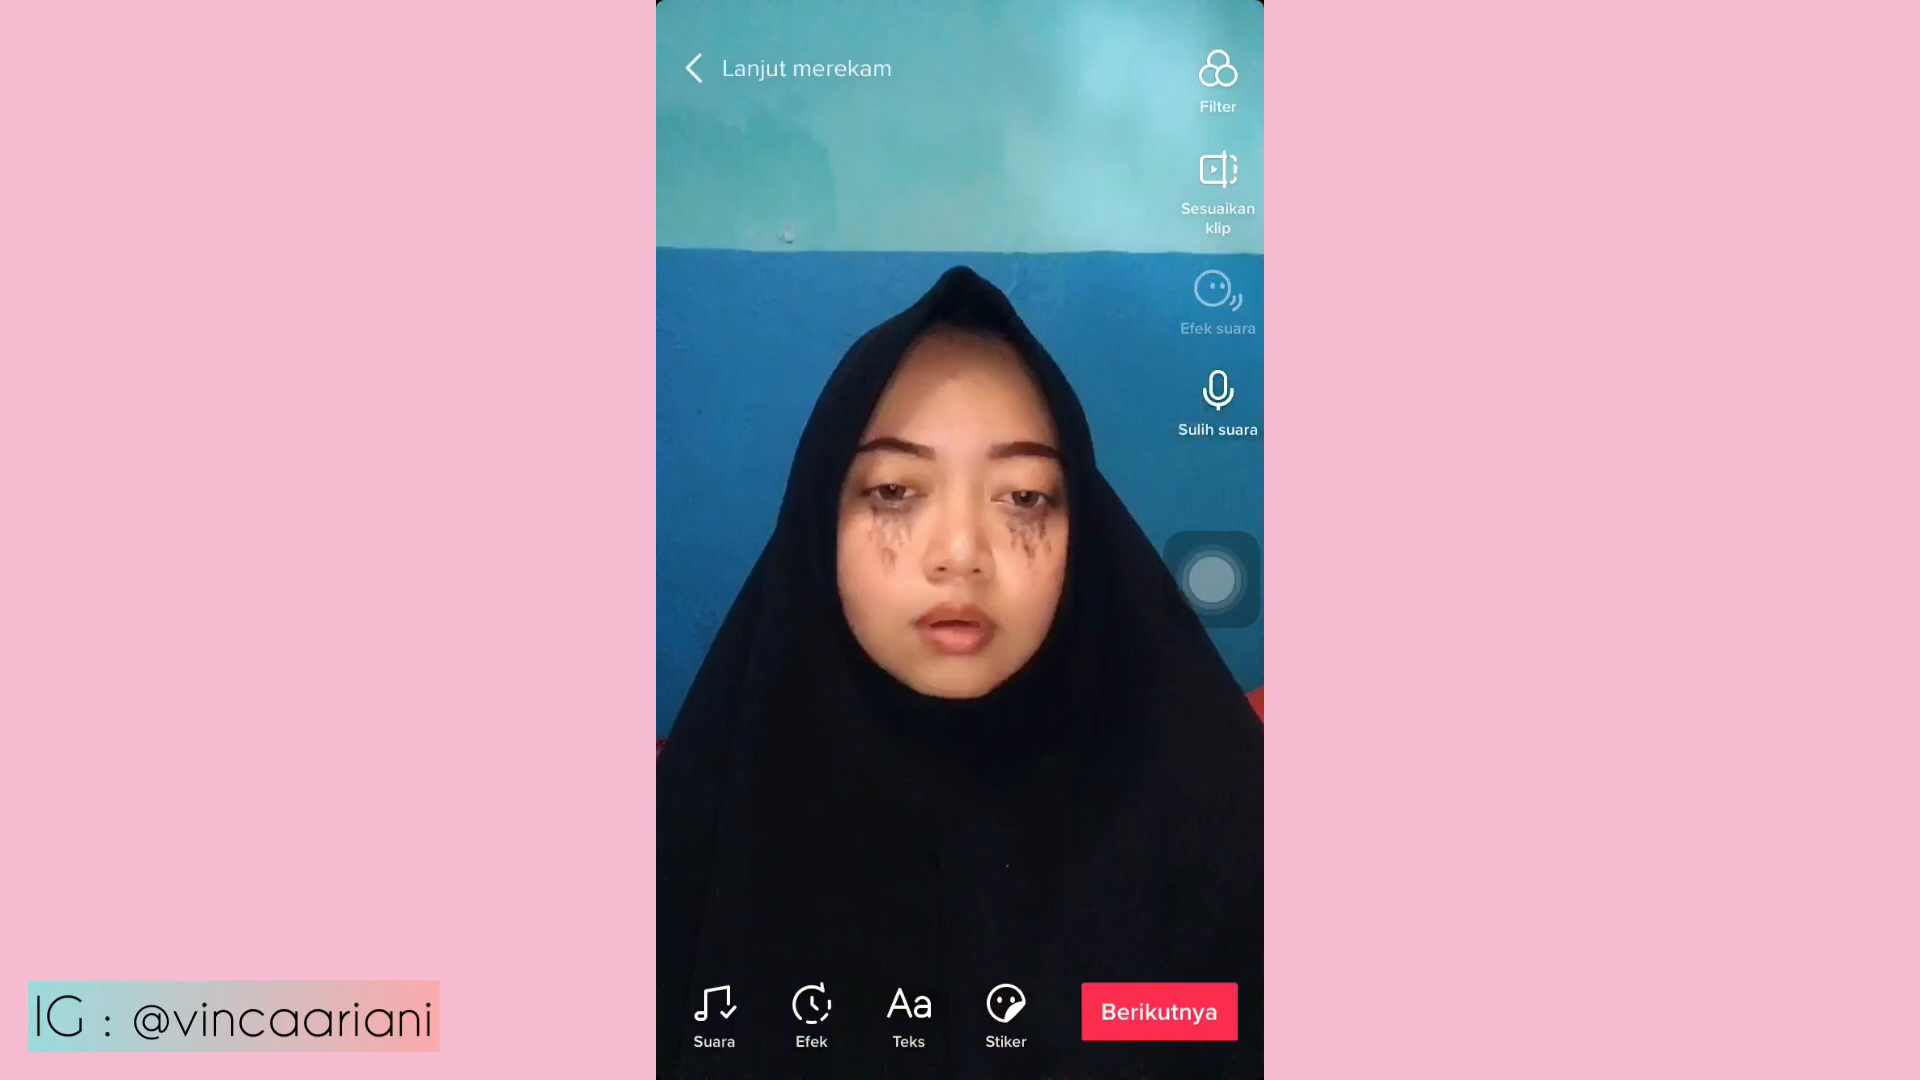 Lanjut merekam
Filter
Sesuaikan
klip
Efek suara
Sulih suara
Suara
Efek
Teks
Stiker
Berikutnya
IG : @vincaariani